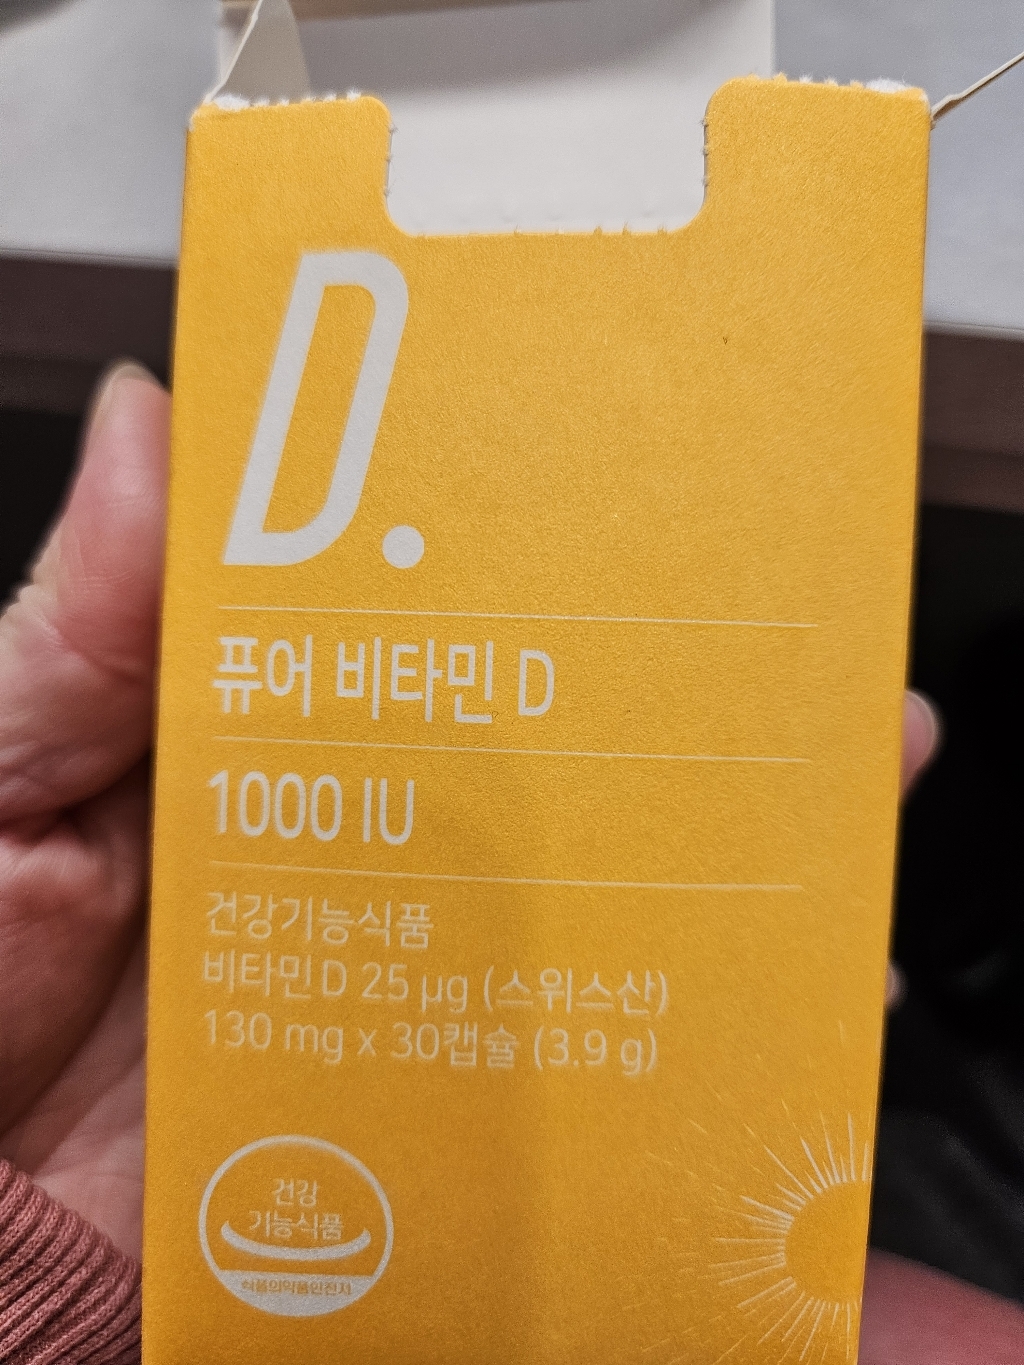 D.
퓨어 비타민 D
1000 IU
건강기능식품
비타민D 25 µg (스위스산)
130 mg x 30캡슐 (3.9 g)
건강
기능식품
식품의약품안전처